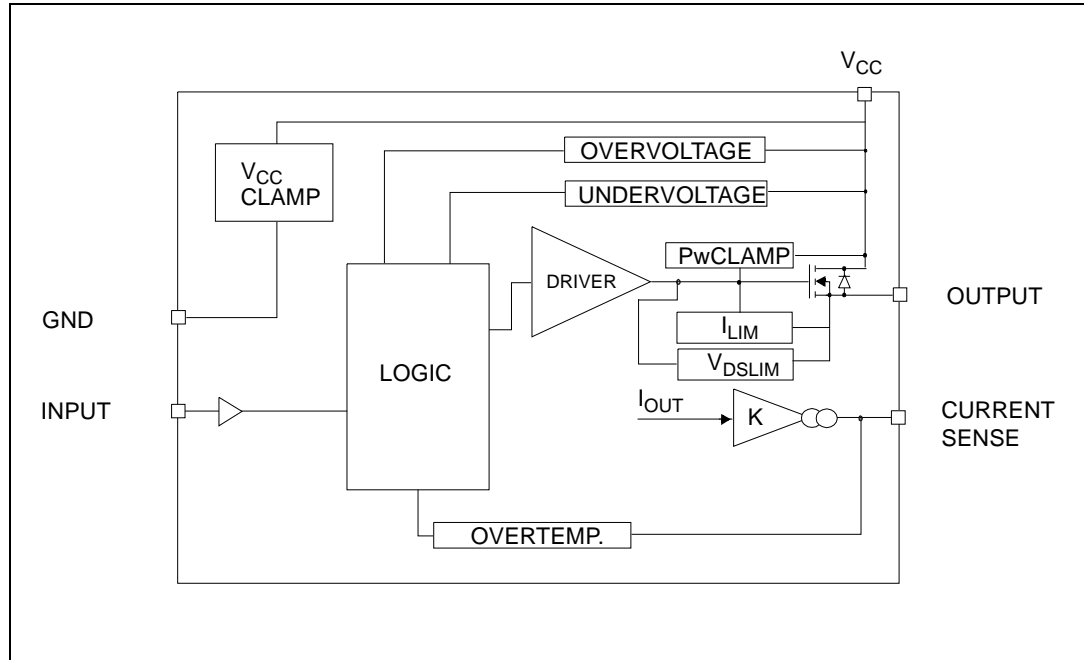 VCC
OVERVOLTAGE
VCC
CLAMP
UNDERVOLTAGE
PwCLAMP
DRIVER
OUTPUT
GND
ILIM
VDSLIM
LOGIC
IOUT
INPUT
K
CURRENT
SENSE
OVERTEMP.